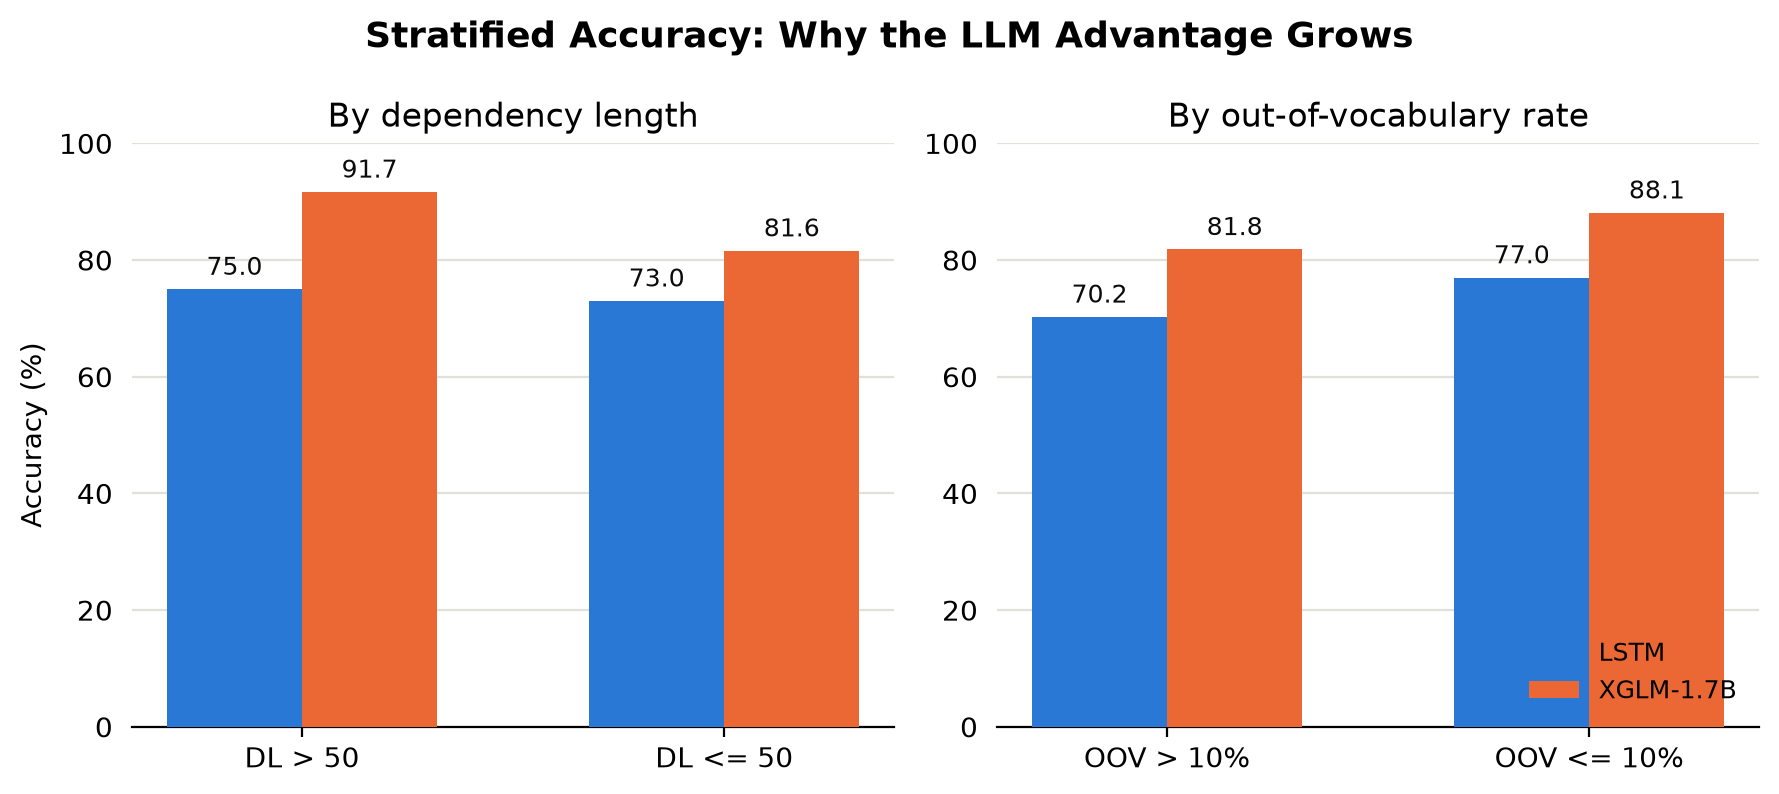 Stratified Accuracy: Why the LLM Advantage Grows
By dependency length
Accuracy (%)
100
80
60
40
20
0
75.0
91.7
73.0
81.6
DL > 50
DL <= 50
By out-of-vocabulary rate
100
80
60
40
20
0
70.2
81.8
77.0
88.1
LSTM
XGLM-1.7B
OOV > 10%
OOV <= 10%